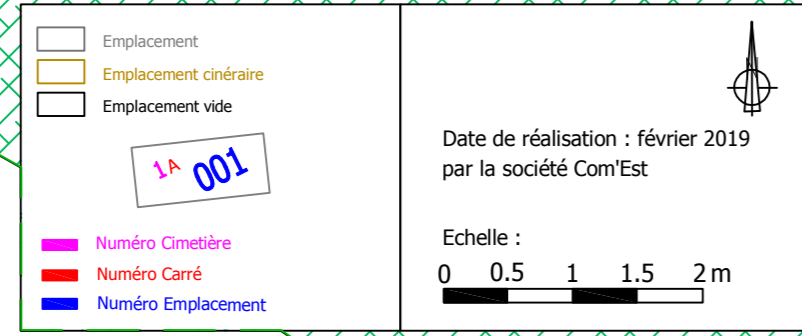 Emplacement
Emplacement cinéraire
Emplacement vide
1A 001
Numéro Cimetière
Numéro Carré
Numéro Emplacement
Date de réalisation : février 2019
par la société Com'Est
Echelle :
0 0.5 1 1.5 2 m